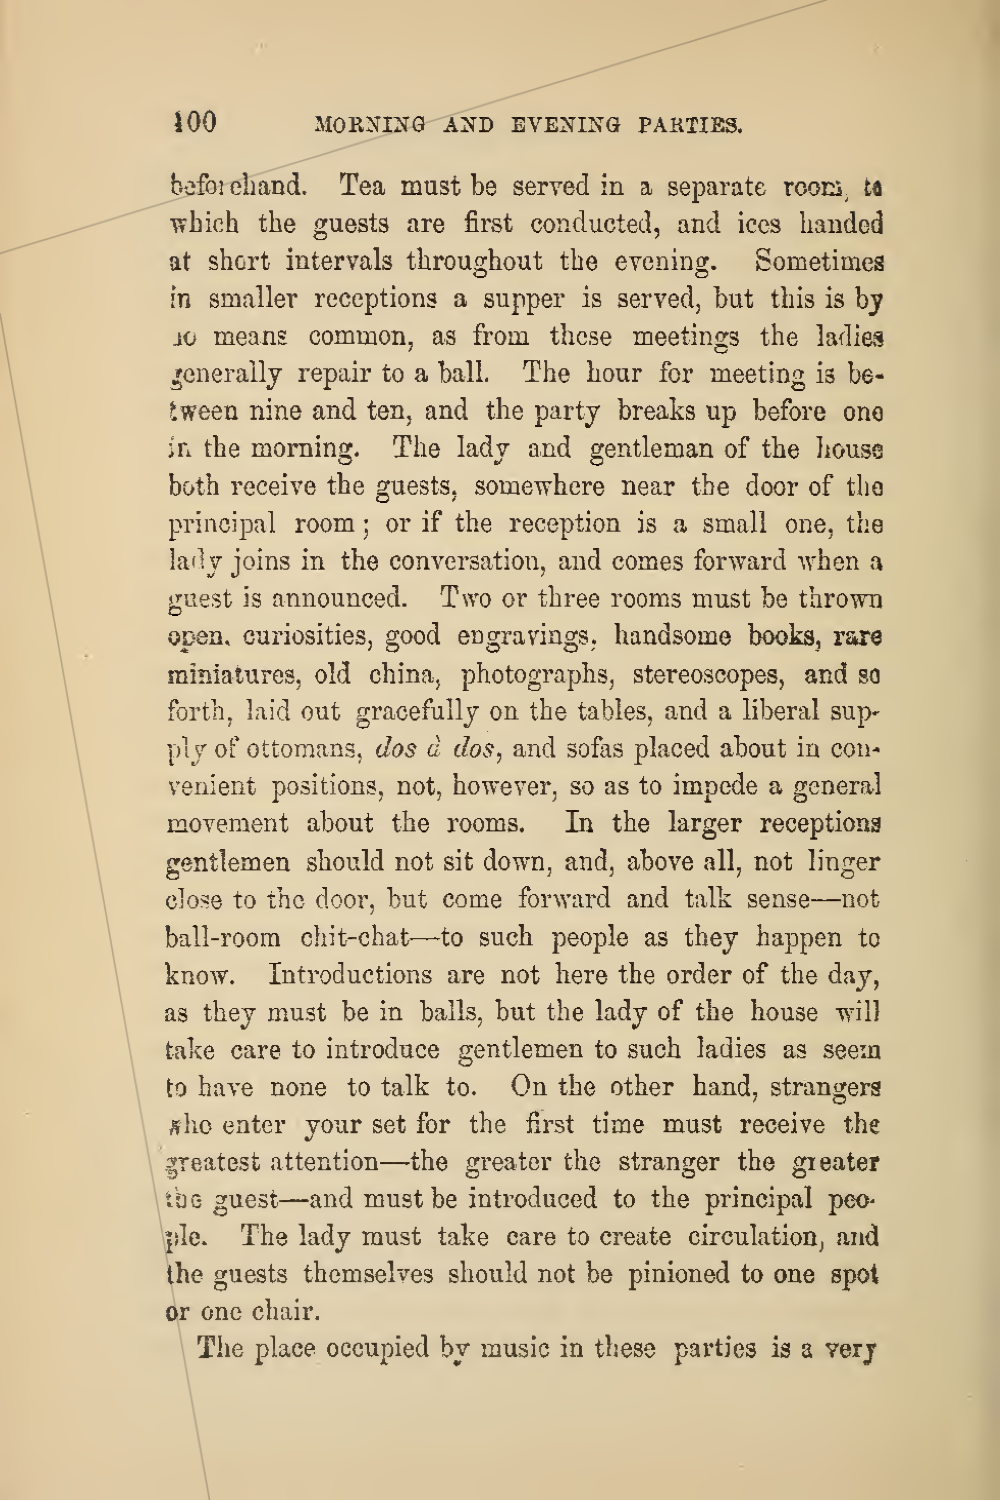 100 MORNING AND EVENING PARTIES.
beforehand. Tea must be served in a separate room, to
which the guests are first conducted, and ices handed
at short intervals throughout the evening. Sometimes
in smaller receptions a supper is served, but this is by
no means common, as from these meetings the ladies
generally repair to a ball. The hour for meeting is be-
tween nine and ten, and the party breaks up before one
in the morning. The lady and gentleman of the house
both receive the guests, somewhere near the door of the
principal room; or if the reception is a small one, the
lady joins in the conversation, and comes forward when a
guest is announced. Two or three rooms must be thrown
open, curiosities, good engravings, handsome books, rare
miniatures, old china, photographs, stereoscopes, and so
forth, laid out gracefully on the tables, and a liberal sup-
ply of ottomans, dos à dos, and sofas placed about in con-
venient positions, not, however, so as to impede a general
movement about the rooms. In the larger receptions
gentlemen should not sit down, and, above all, not linger
close to the door, but come forward and talk sense—not
ball-room chit-chat—to such people as they happen to
know. Introductions are not here the order of the day,
as they must be in balls, but the lady of the house will
take care to introduce gentlemen to such ladies as seem
to have none to talk to. On the other hand, strangers
who enter your set for the first time must receive the
greatest attention—the greater the stranger the greater
the guest—and must be introduced to the principal peo-
ple. The lady must take care to create circulation, and
the guests themselves should not be pinioned to one spot
or one chair.
The place occupied by music in these parties is a very